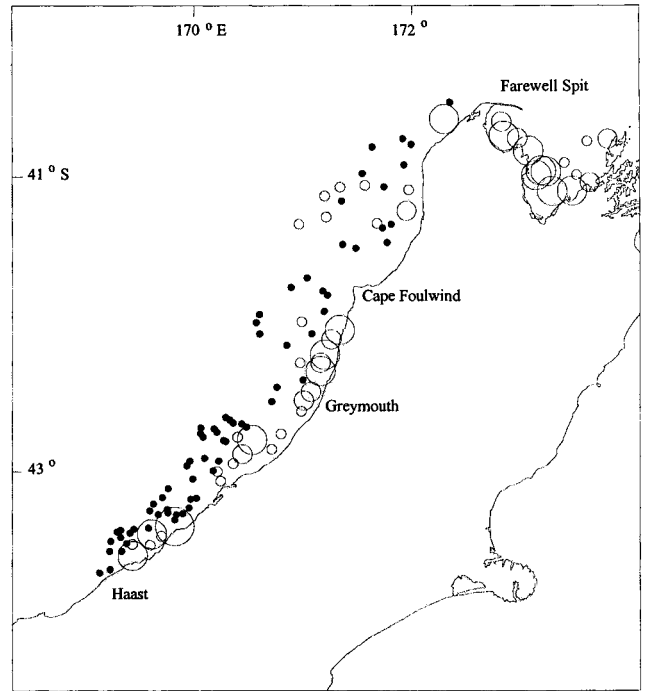 170 º E
172 º
Farewell Spit
41 º S
Cape Foulwind
Greymouth
43 º
Haast